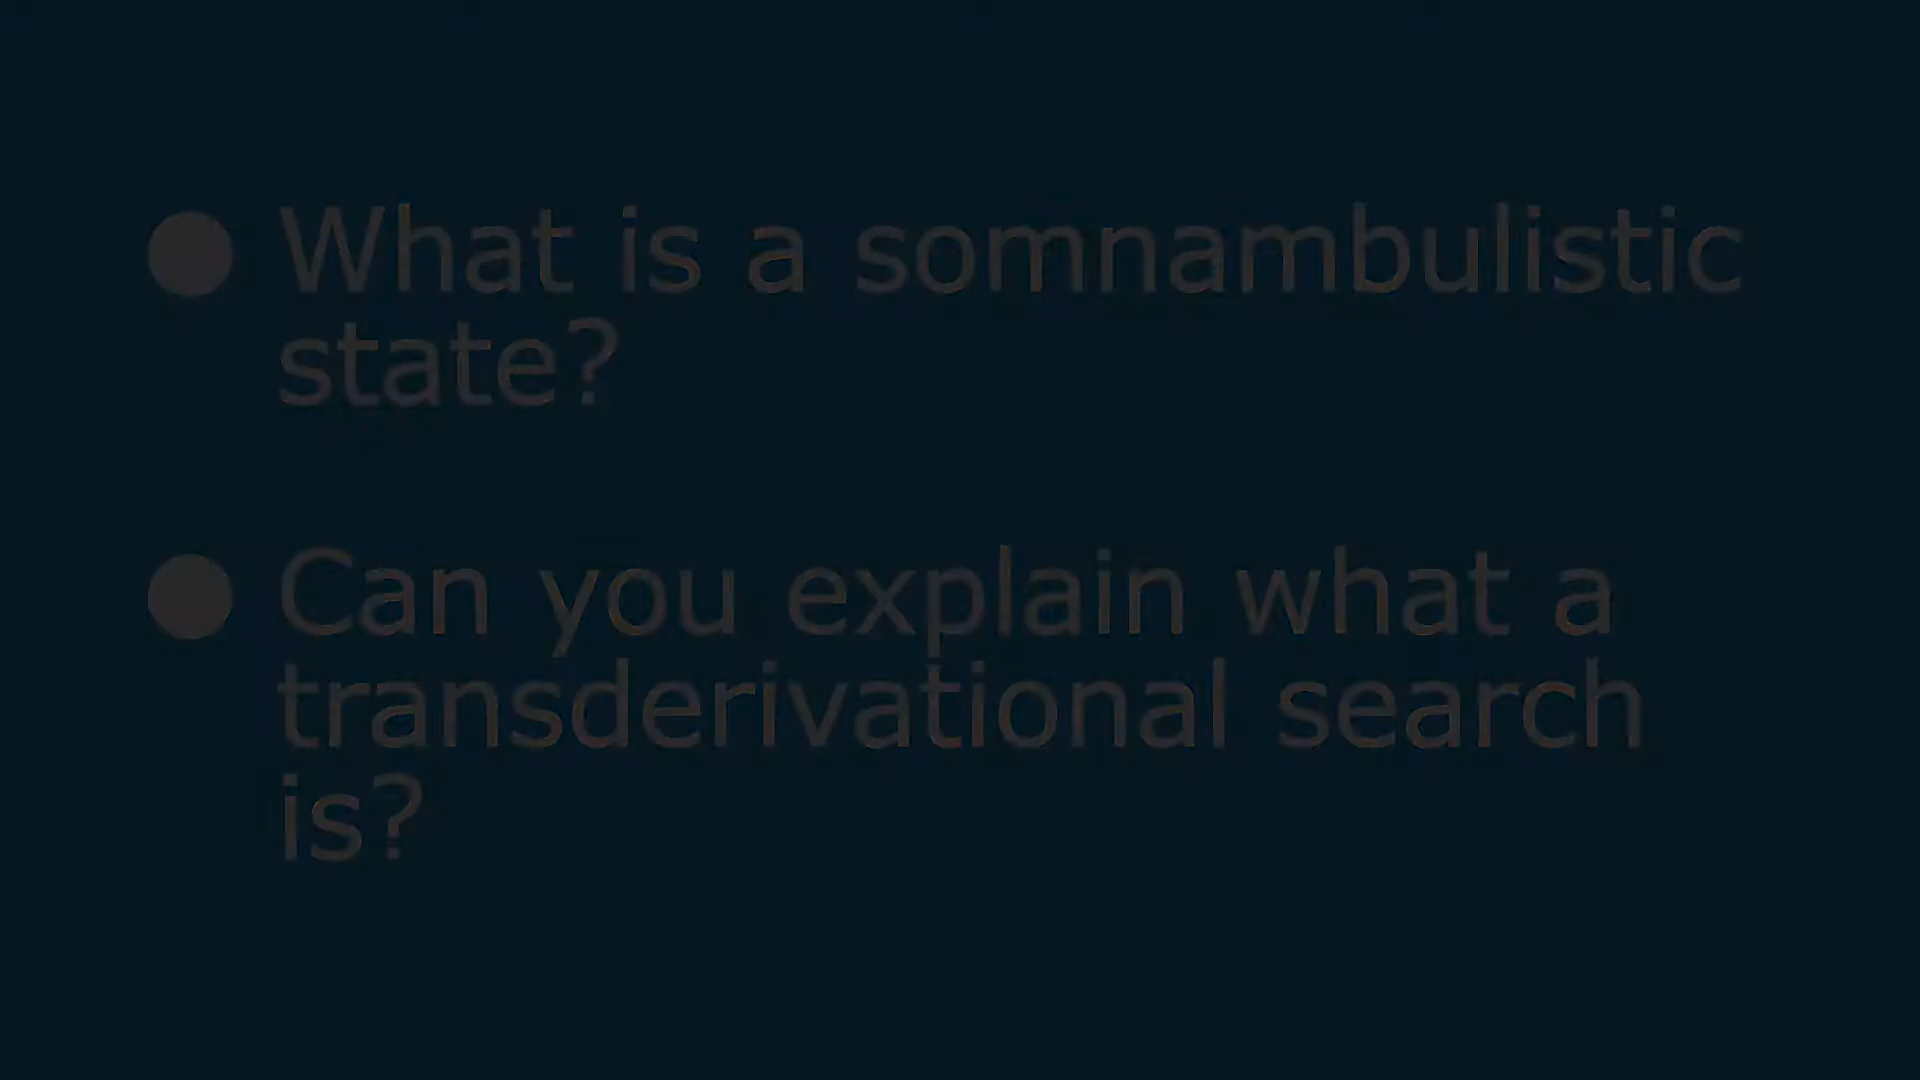 ● What is a somnambulistic
state?
● Can you explain what a
transderivational search
is?